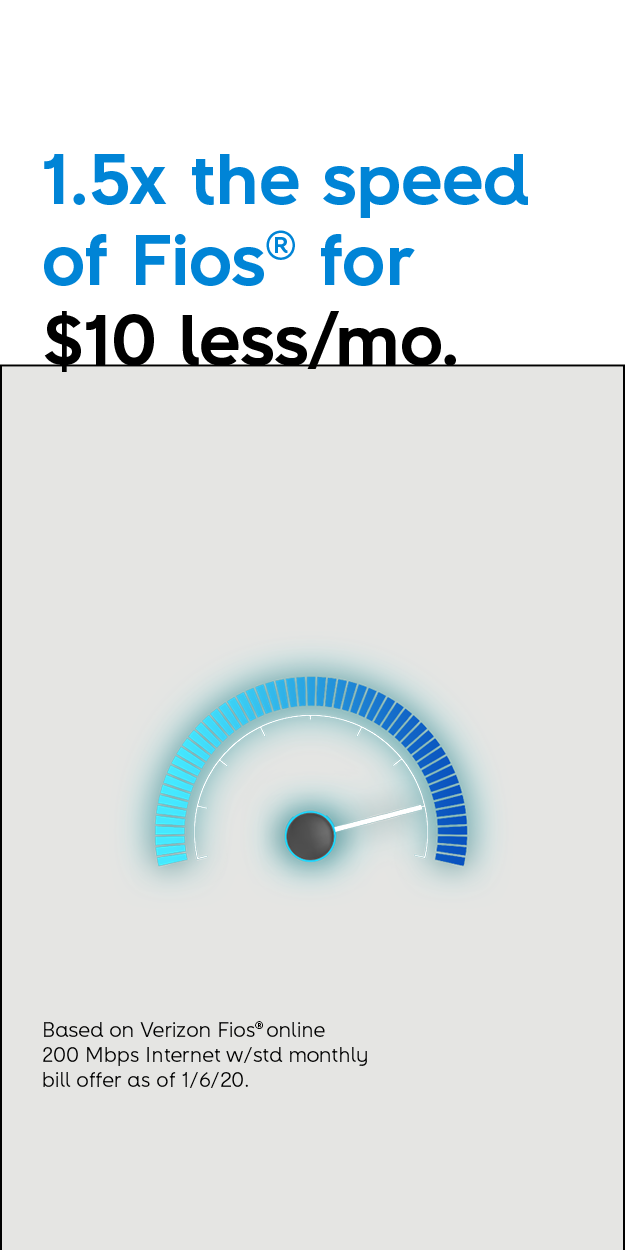 1.5x the speed
of Fios® for
$10 less/mo.
Based on Verizon Fios® online
200 Mbps Internet w/std monthly
bill offer as of 1/6/20.